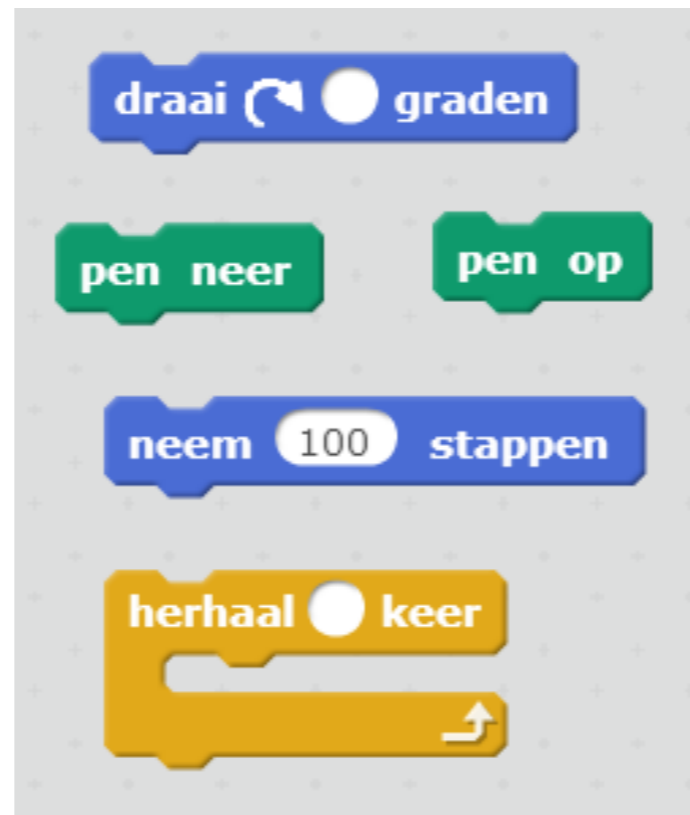 draai graden
pen neer
pen op
neem 100 stappen
herhaal keer